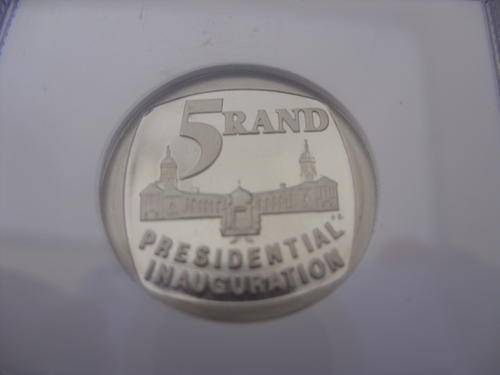 5 RAND
PRESIDENTIAL
INAUGURATION